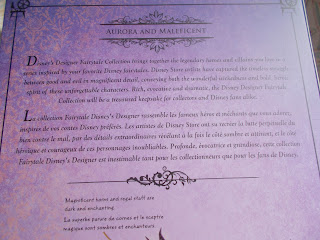 AURORA AND MALEFICENT
Disney's Designer Fairytale Collection brings together the legendary heroes and villains you love in a
series inspired by your favorite Disney Fairytales. Disney Store artists have captured the timeless struggle
between good and evil in magnificent detail, conveying both the wonderful wickedness and bold, heroic
spirit of these unforgettable characters. Rich, evocative and dramatic, the Disney Designer Fairytale
Collection will be a treasured keepsake for collectors and Disney fans alike.
La collection Fairytale Disney's Designer rassemble les fameux héros et méchants que vous adorez,
inspirés de vos contes Disney préférés. Les artistes de Disney Store ont su recréer la lutte perpétuelle du
bien contre le mal, par des détails extraordinaires révélant à la fois le côté sombre et attirant, et le côté
héroïque et courageux de ces personnages inoubliables. Profonde, évocatrice et grandiose, cette collection
Fairytale Disney's Designer est inestimable tant pour les collectionneurs que pour les fans de Disney.
Magnificent horns and regal staff are
dark and enchanting
La superbe parure de cornes et le sceptre
magique sont sombres et enchanteurs